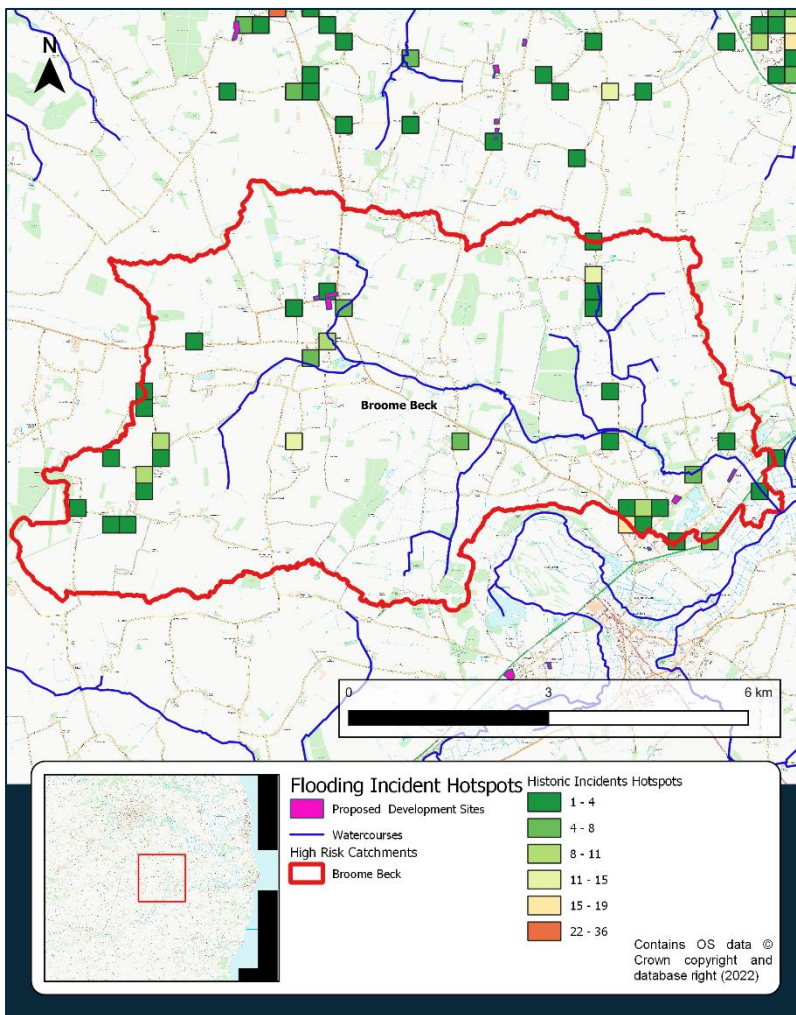 N
Broome Beck
0 3 6 km
Flooding Incident Hotspots
Proposed Development Sites
Watercourses
High Risk Catchments
Broome Beck
Historic Incidents Hotspots
1 - 4
4 - 8
8 - 11
11 - 15
15 - 19
22 - 36
Contains OS data ©
Crown copyright and
database right (2022)